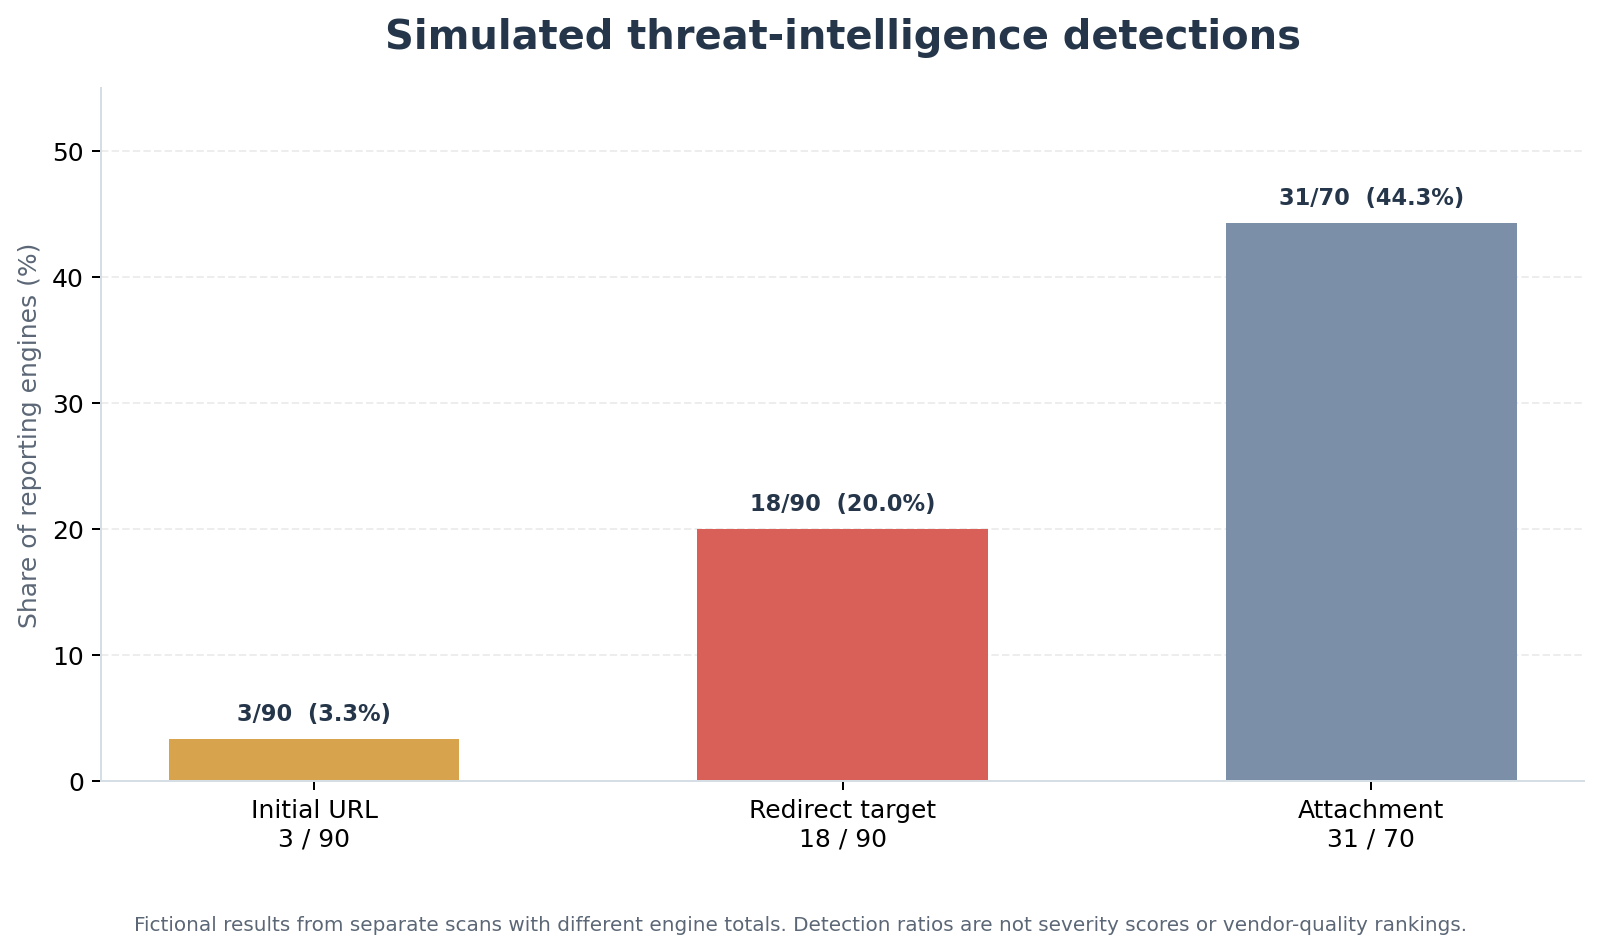 Simulated threat-intelligence detections
Share of reporting engines (%)
50
40
30
20
10
0
3/90 (3.3%)
18/90 (20.0%)
31/70 (44.3%)
Initial URL
3 / 90
Redirect target
18 / 90
Attachment
31 / 70
Fictional results from separate scans with different engine totals. Detection ratios are not severity scores or vendor-quality rankings.